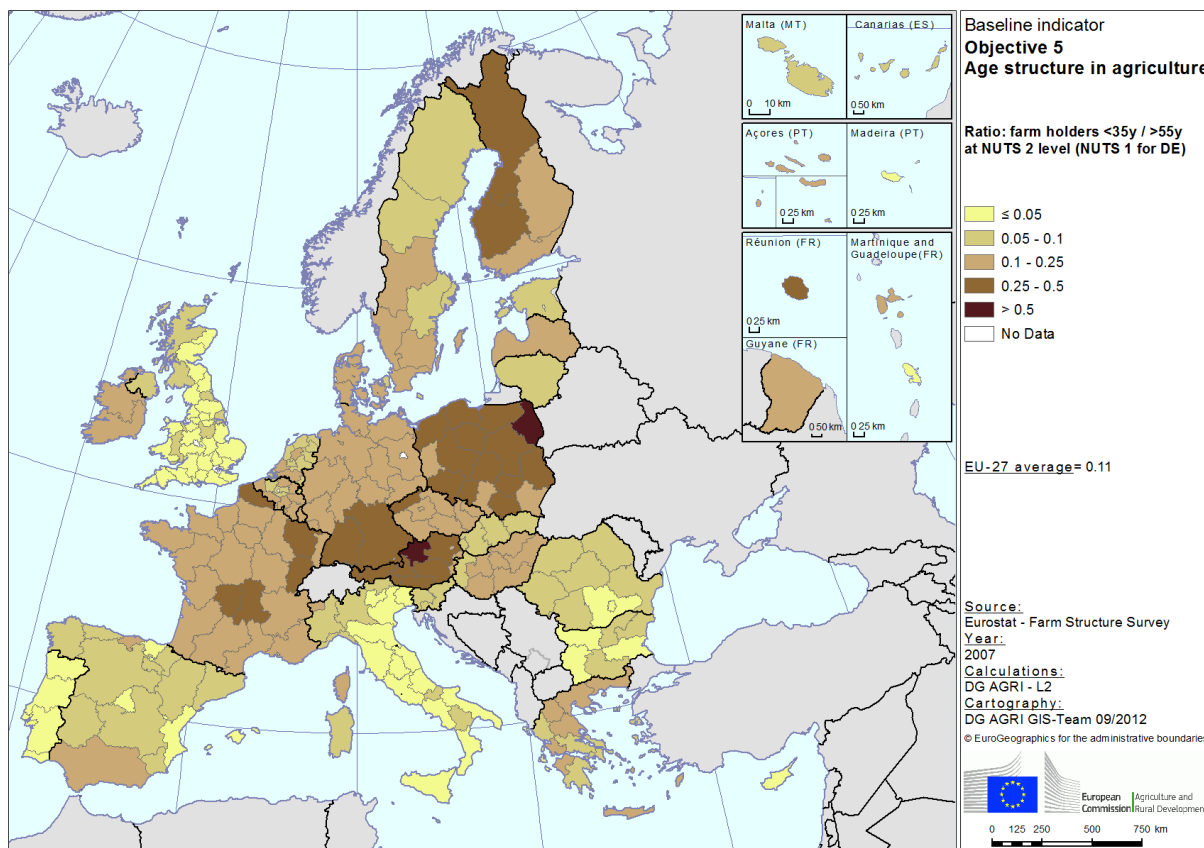 Malta (MT)
0 10 km
Canarias (ES)
0 50 km
Açores (PT)
0 25 km
Madeira (PT)
0 25 km
Réunion (FR)
0 25 km
Martinique and
Guadeloupe(FR)
0 25 km
Guyane (FR)
0 50 km
Baseline indicator
Objective 5
Age structure in agriculture
Ratio: farm holders <35y / >55y
at NUTS 2 level (NUTS 1 for DE)
≤ 0.05
0.05 - 0.1
0.1 - 0.25
0.25 - 0.5
> 0.5
No Data
EU-27 average= 0.11
Source:
Eurostat - Farm Structure Survey
Year:
2007
Calculations:
DG AGRI - L2
Cartography:
DG AGRI GIS-Team 09/2012
© EuroGeographics for the administrative boundaries
European
Commission
Agriculture and
Rural Development
0 125 250 500 750 km